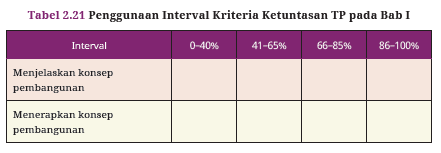 Tabel 2.21 Penggunaan Interval Kriteria Ketuntasan TP pada Bab I
Interval 0–40% 41–65% 66–85% 86–100%
Menjelaskan konsep
pembangunan
Menerapkan konsep
pembangunan